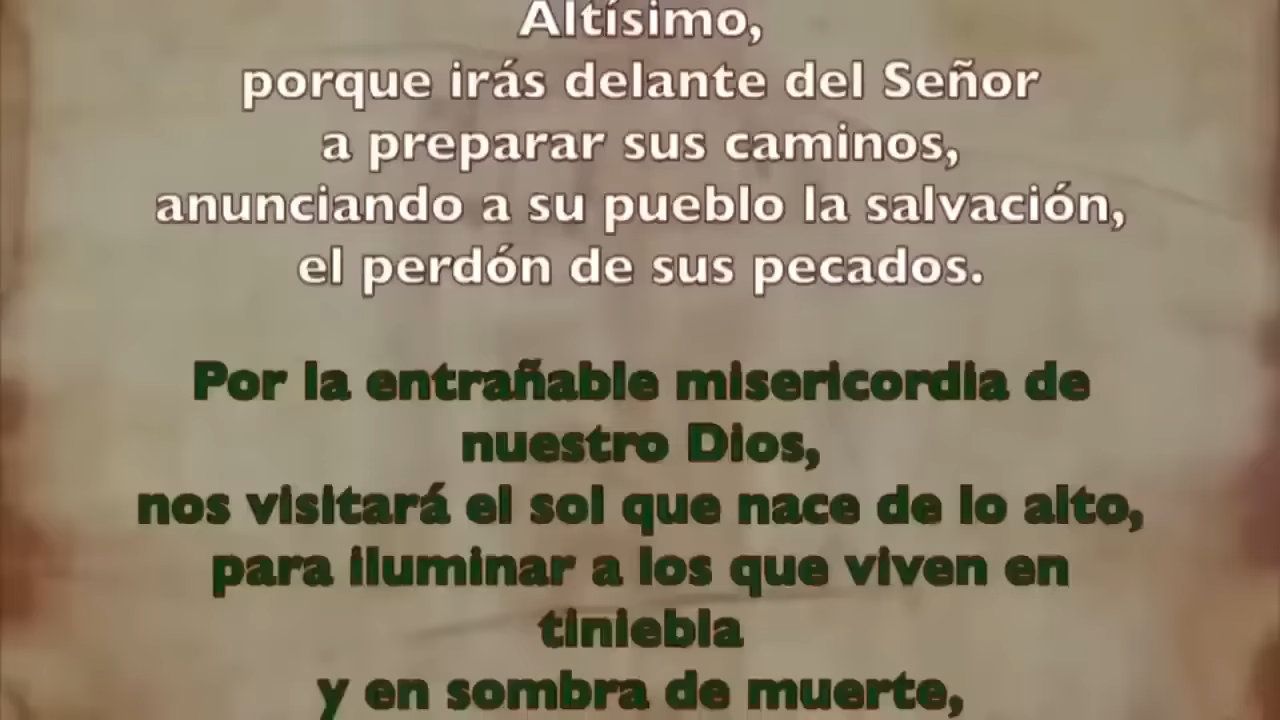 Altísimo,
porque irás delante del Señor
a preparar sus caminos,
anunciando a su pueblo la salvación,
el perdón de sus pecados.
Por la entrañable misericordia de
nuestro Dios,
nos visitará el sol que nace de lo alto,
para iluminar a los que viven en
tiniebla
y en sombra de muerte,